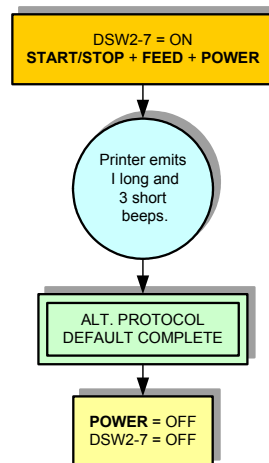 DSW2-7 = ON
START/STOP + FEED + POWER
Printer emits
I long and
3 short
beeps.
ALT. PROTOCOL
DEFAULT COMPLETE
POWER = OFF
DSW2-7 = OFF